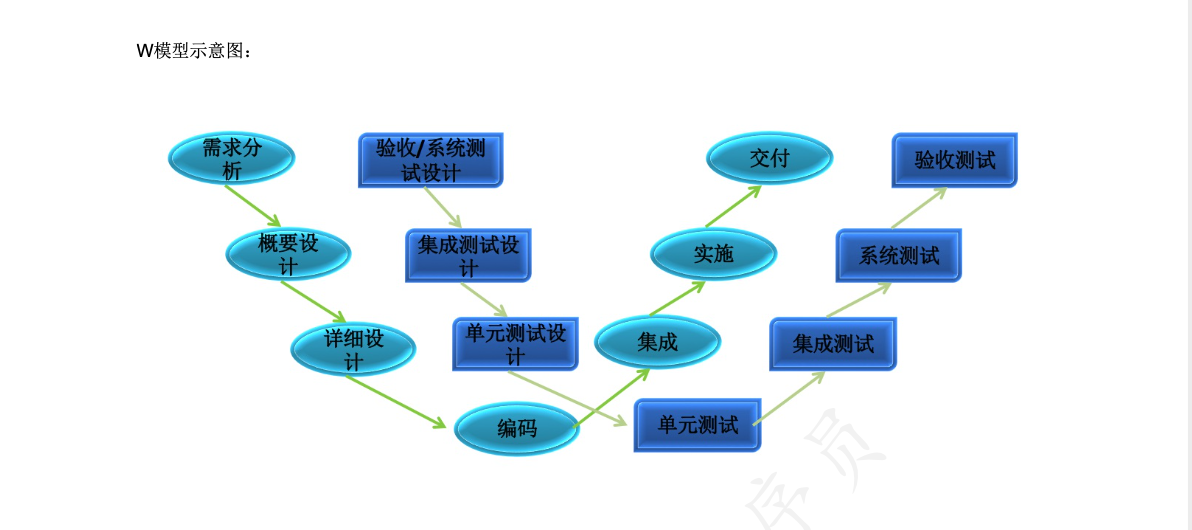 W模型示意图：
需求分
析
验收/系统测
试设计
交付
验收测试
概要设
计
集成测试设
计
实施
系统测试
详细设
计
单元测试设
计
集成
集成测试
编码
单元测试
序员